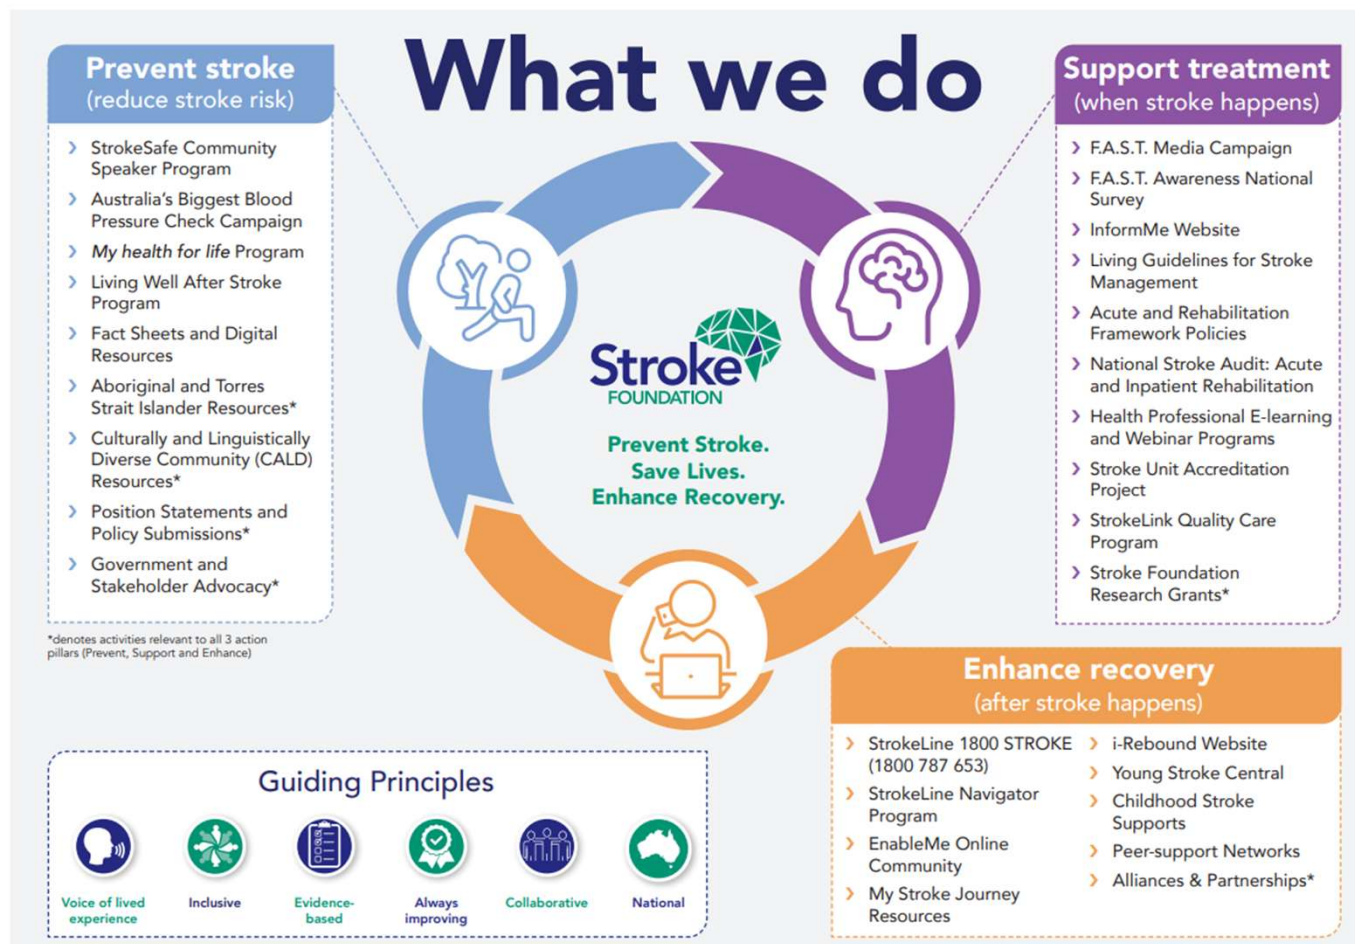 What we do
Prevent stroke
(reduce stroke risk)
StrokeSafe Community
Speaker Program
Australia's Biggest Blood
Pressure Check Campaign
My health for life Program
Living Well After Stroke
Program
Fact Sheets and Digital
Resources
Aboriginal and Torres
Strait Islander Resources*
Culturally and Linguistically
Diverse Community (CALD)
Resources*
Position Statements and
Policy Submissions*
Government and
Stakeholder Advocacy*
*denotes activities relevant to all 3 action
pillars (Prevent, Support and Enhance)
Stroke
FOUNDATION
Prevent Stroke.
Save Lives.
Enhance Recovery.
Support treatment
(when stroke happens)
F.A.S.T. Media Campaign
F.A.S.T. Awareness National
Survey
InformMe Website
Living Guidelines for Stroke
Management
Acute and Rehabilitation
Framework Policies
National Stroke Audit: Acute
and Inpatient Rehabilitation
Health Professional E-learning
and Webinar Programs
Stroke Unit Accreditation
Project
StrokeLink Quality Care
Program
Stroke Foundation
Research Grants*
Enhance recovery
(after stroke happens)
StrokeLine 1800 STROKE
(1800 787 653)
StrokeLine Navigator
Program
EnableMe Online
Community
My Stroke Journey
Resources
i-Rebound Website
Young Stroke Central
Childhood Stroke
Supports
Peer-support Networks
Alliances & Partnerships*
Guiding Principles
Voice of lived
experience
Inclusive
Evidence-
based
Always
improving
Collaborative
National